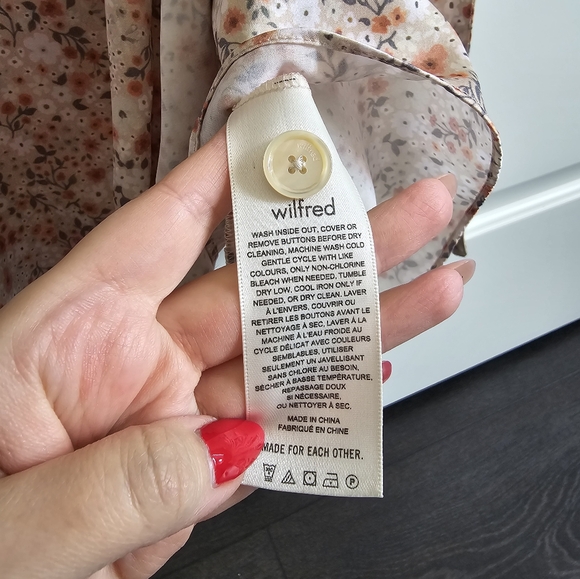 wilfred
WASH INSIDE OUT, COVER OR
REMOVE BUTTONS BEFORE DRY
CLEANING, MACHINE WASH COLD
GENTLE CYCLE WITH LIKE
COLOURS, ONLY NON-CHLORINE
BLEACH WHEN NEEDED, TUMBLE
DRY LOW, COOL IRON ONLY IF
NEEDED, OR DRY CLEAN. LAVER
À L'ENVERS, COUVRIR OU
RETIRER LES BOUTONS AVANT LE
NETTOYAGE À SEC, LAVER À LA
MACHINE À L'EAU FROIDE AU
CYCLE DÉLICAT AVEC COULEURS
SEMBLABLES, UTILISER
SEULEMENT UN JAVELLISANT
SANS CHLORE AU BESOIN,
SÉCHER À BASSE TEMPÉRATURE,
REPASSAGE DOUX
SI NÉCESSAIRE,
OU NETTOYER À SEC.
MADE IN CHINA
FABRIQUÉ EN CHINE
MADE FOR EACH OTHER.
P